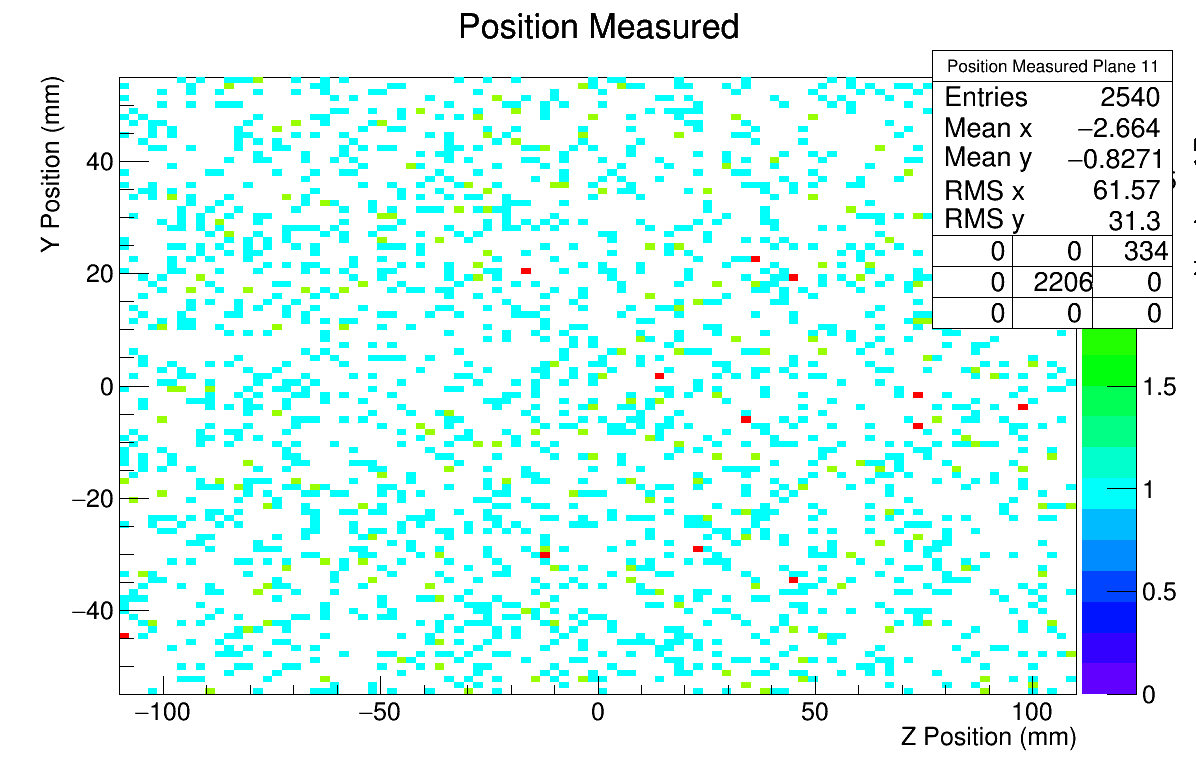 Position Measured
Position Measured Plane 11
Entries 2540
Mean x −2.664
Mean y −0.8271
RMS x 61.57
RMS y 31.3
0 0 334
0 2206 0
0 0 0
Y Position (mm)
40
20
0
−20
−40
−100 −50 0 50 100
Z Position (mm)
1.5
1
0.5
0